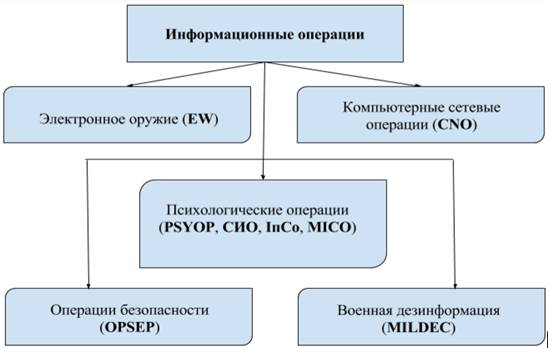 Информационные операции
Электронное оружие (EW)
Компьютерные сетевые
операции (CNO)
Психологические операции
(PSYOP, СИО, InCo, MICO)
Операции безопасности
(OPSEP)
Военная дезинформация
(MILDEC)